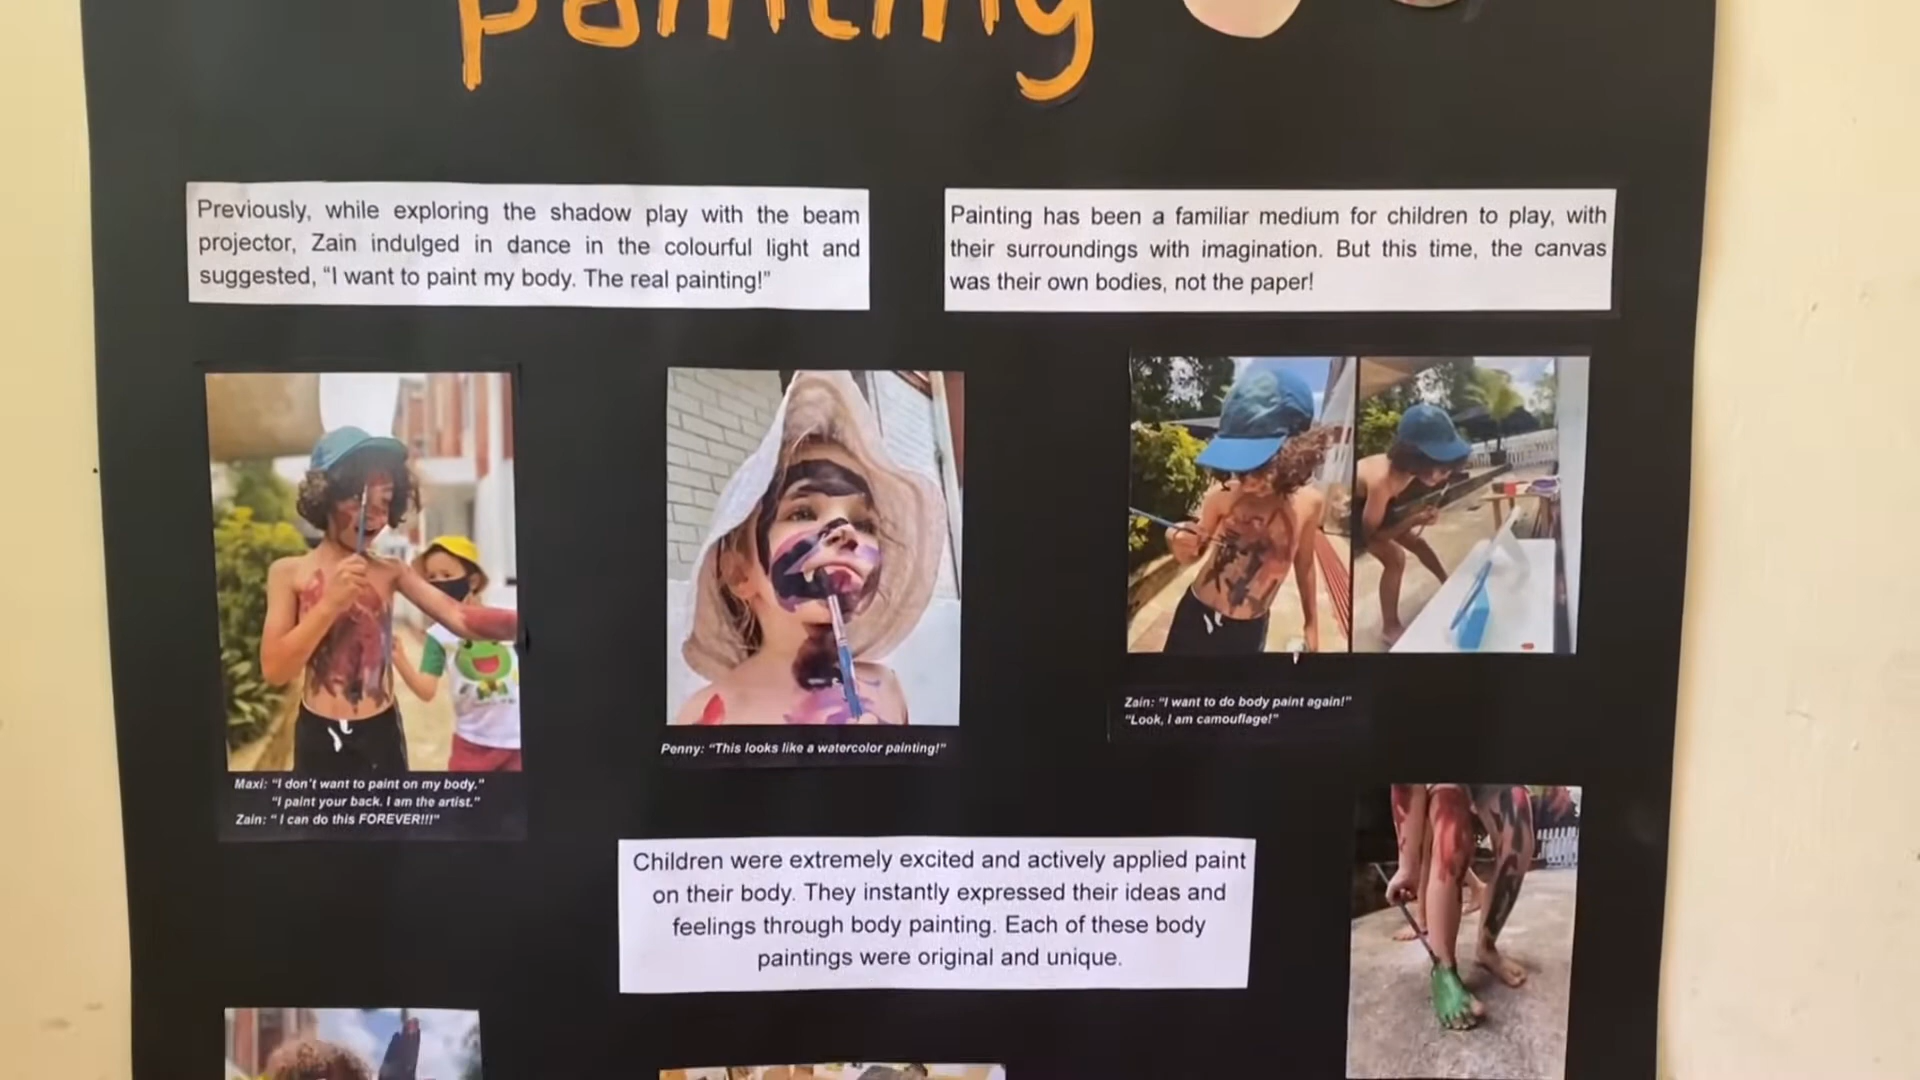 painting
Previously, while exploring the shadow play with the beam
projector, Zain indulged in dance in the colourful light and
suggested, “I want to paint my body. The real painting!”
Painting has been a familiar medium for children to play, with
their surroundings with imagination. But this time, the canvas
was their own bodies, not the paper!
Maxi: “I don’t want to paint on my body.”
“I paint your back. I am the artist.”
Zain: “ I can do this FOREVER!!!”
Penny: “This looks like a watercolor painting!”
Zain: “I want to do body paint again!”
“Look, I am camouflage!”
Children were extremely excited and actively applied paint
on their body. They instantly expressed their ideas and
feelings through body painting. Each of these body
paintings were original and unique.